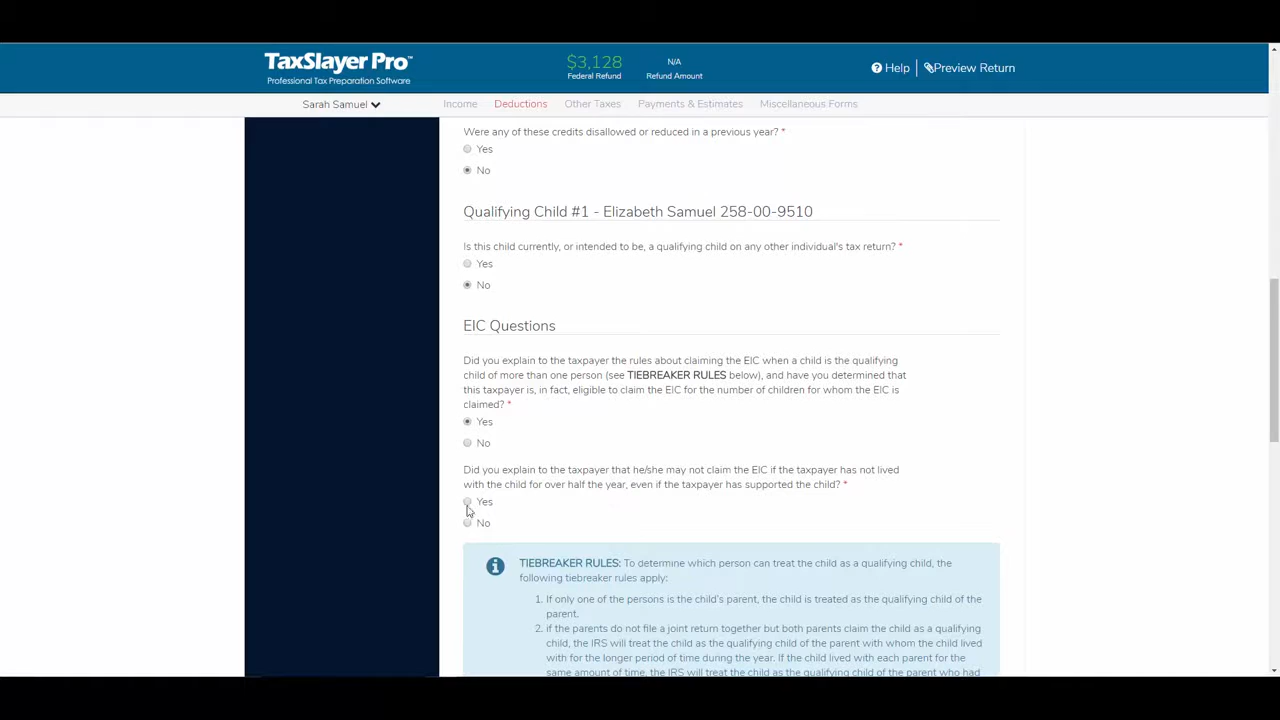 TaxSlayer Pro™
Professional Tax Preparation Software
$3,128
Federal Refund
N/A
Refund Amount
Help
Preview Return
Sarah Samuel
Income
Deductions
Other Taxes
Payments & Estimates
Miscellaneous Forms
Were any of these credits disallowed or reduced in a previous year? *
Yes
No
Qualifying Child #1 - Elizabeth Samuel 258-00-9510
Is this child currently, or intended to be, a qualifying child on any other individual's tax return? *
Yes
No
EIC Questions
Did you explain to the taxpayer the rules about claiming the EIC when a child is the qualifying
child of more than one person (see TIEBREAKER RULES below), and have you determined that
this taxpayer is, in fact, eligible to claim the EIC for the number of children for whom the EIC is
claimed? *
Yes
No
Did you explain to the taxpayer that he/she may not claim the EIC if the taxpayer has not lived
with the child for over half the year, even if the taxpayer has supported the child? *
Yes
No
TIEBREAKER RULES: To determine which person can treat the child as a qualifying child, the
following tiebreaker rules apply:
1. If only one of the persons is the child's parent, the child is treated as the qualifying child of the
parent.
2. if the parents do not file a joint return together but both parents claim the child as a qualifying
child, the IRS will treat the child as the qualifying child of the parent with whom the child lived
with for the longer period of time during the year. If the child lived with each parent for the
same amount of time, the IRS will treat the child as the qualifying child of the parent who had